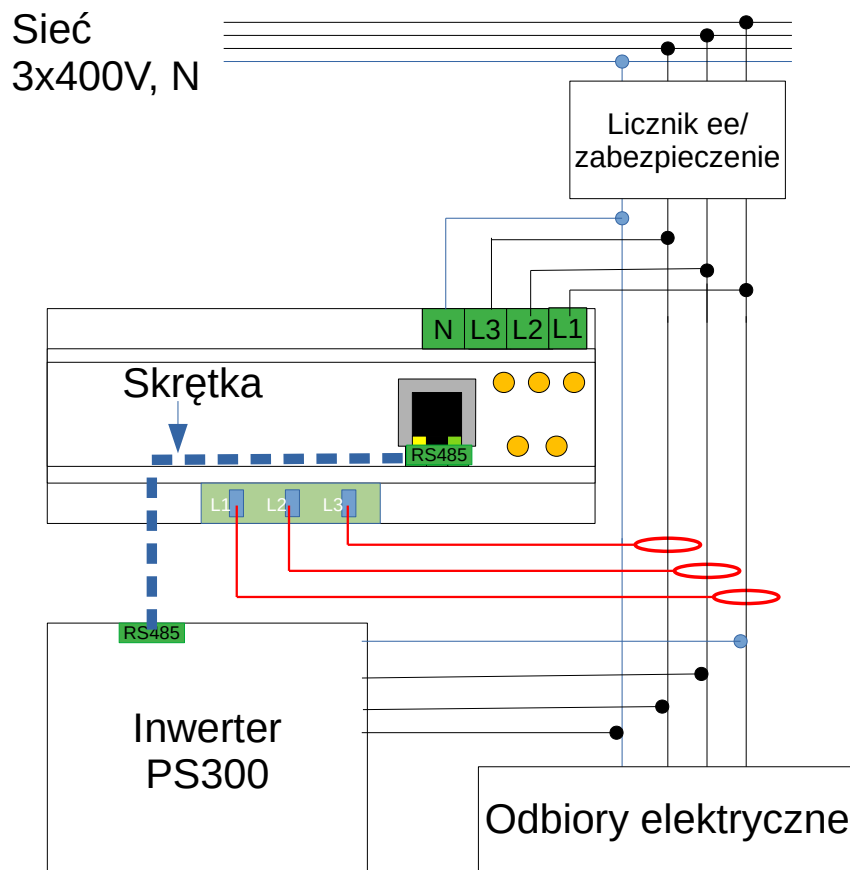 Sieć
3x400V, N
Licznik ee/
zabezpieczenie
N L3 L2 L1
Skrętka
RS485
L1 L2 L3
RS485
Inwerter
PS300
Odbiory elektryczne